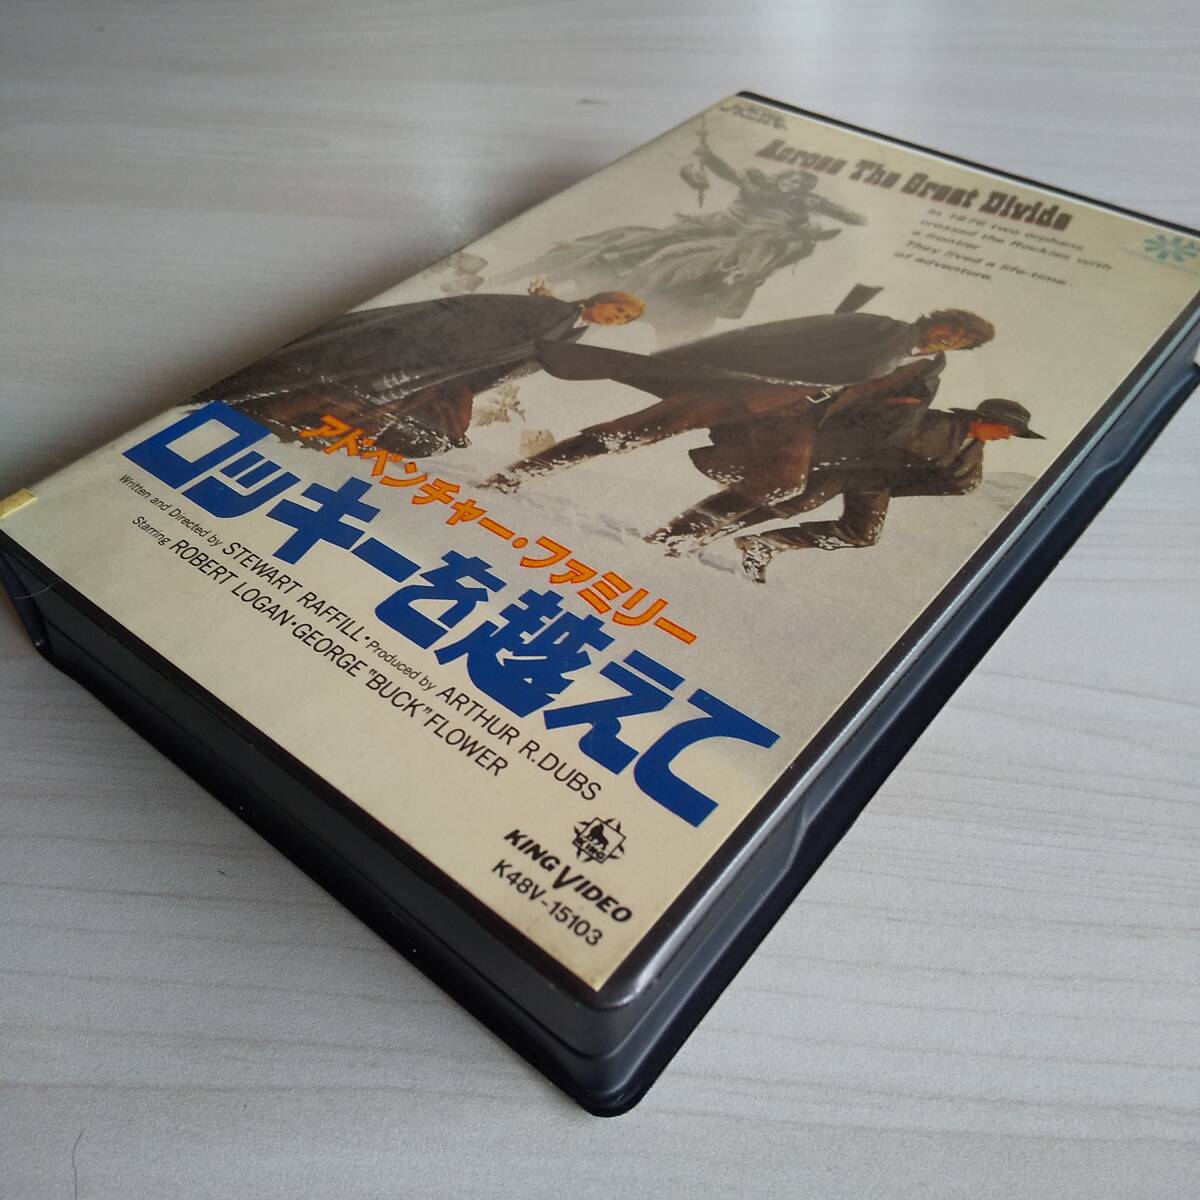 Across The Great Divide
In 1876 two orphans
crossed the Rockies with
a frontier
They lived a life-time
of adventure.
アドベンチャー・ファミリー
ロッキーを越えて
Written and Directed by STEWART RAFFILL・Produced by ARTHUR R.DUBS
Starring ROBERT LOGAN・GEORGE "BUCK" FLOWER
KING
KING VIDEO
K48V-15103